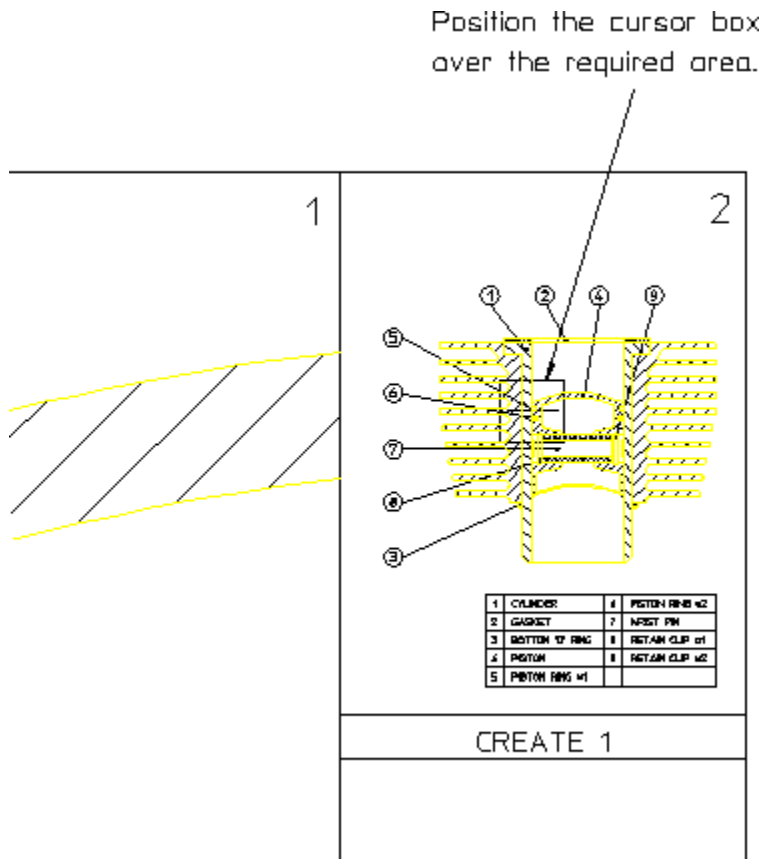 Position the cursor box
over the required area.
1
2
1 2 4 9
5
6
7
8
3
1 CYLINDER 6 PISTON RING #2
2 GASKET 7 WRIST PIN
3 BOTTOM 'O' RING 8 RETAIN CLIP #1
4 PISTON 9 RETAIN CLIP #2
5 PISTON RING #1
CREATE 1